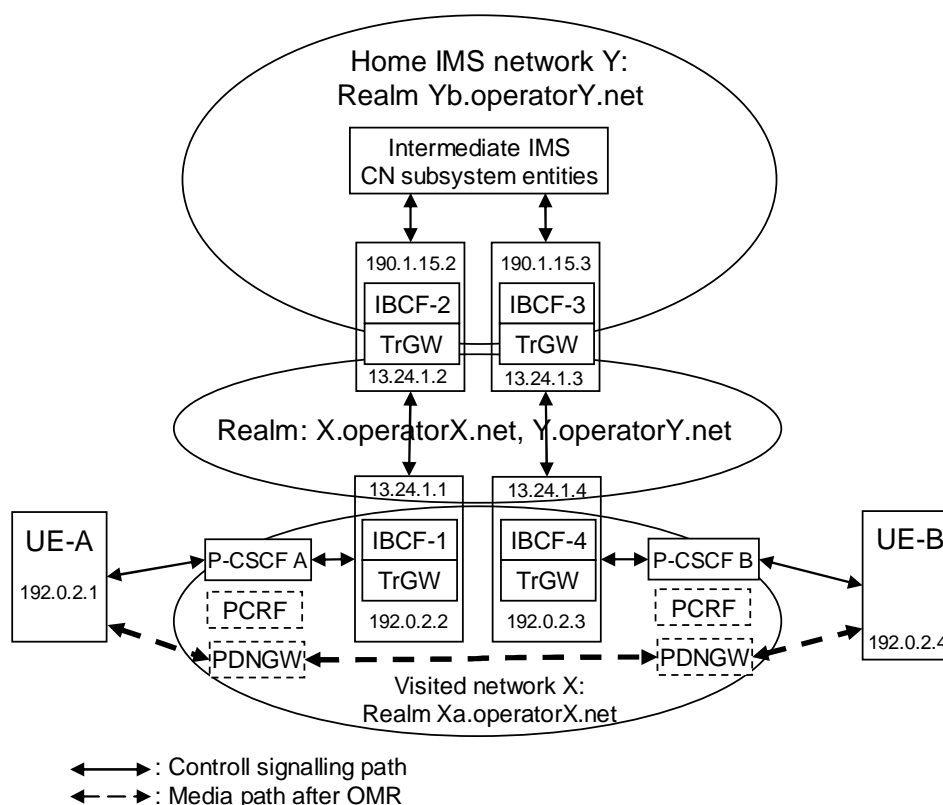 Home IMS network Y:
Realm Yb.operatorY.net
Intermediate IMS
CN subsystem entities
190.1.15.2
190.1.15.3
IBCF-2
IBCF-3
TrGW
TrGW
13.24.1.2
13.24.1.3
Realm: X.operatorX.net, Y.operatorY.net
13.24.1.1
13.24.1.4
UE-A
192.0.2.1
P-CSCF A
IBCF-1
IBCF-4
P-CSCF B
UE-B
192.0.2.4
PCRF
TrGW
TrGW
PCRF
192.0.2.2
192.0.2.3
PDNGW
PDNGW
Visited network X:
Realm Xa.operatorX.net
: Controll signalling path
: Media path after OMR